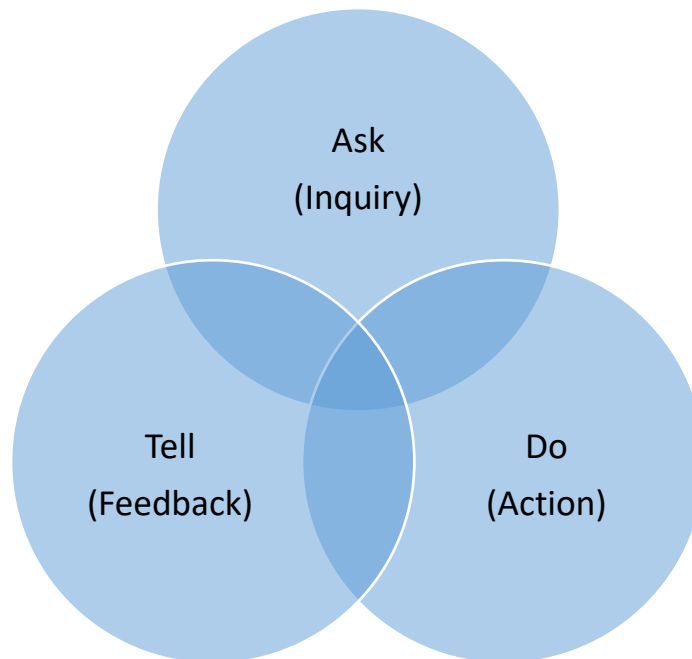 Ask
(Inquiry)
Tell
(Feedback)
Do
(Action)